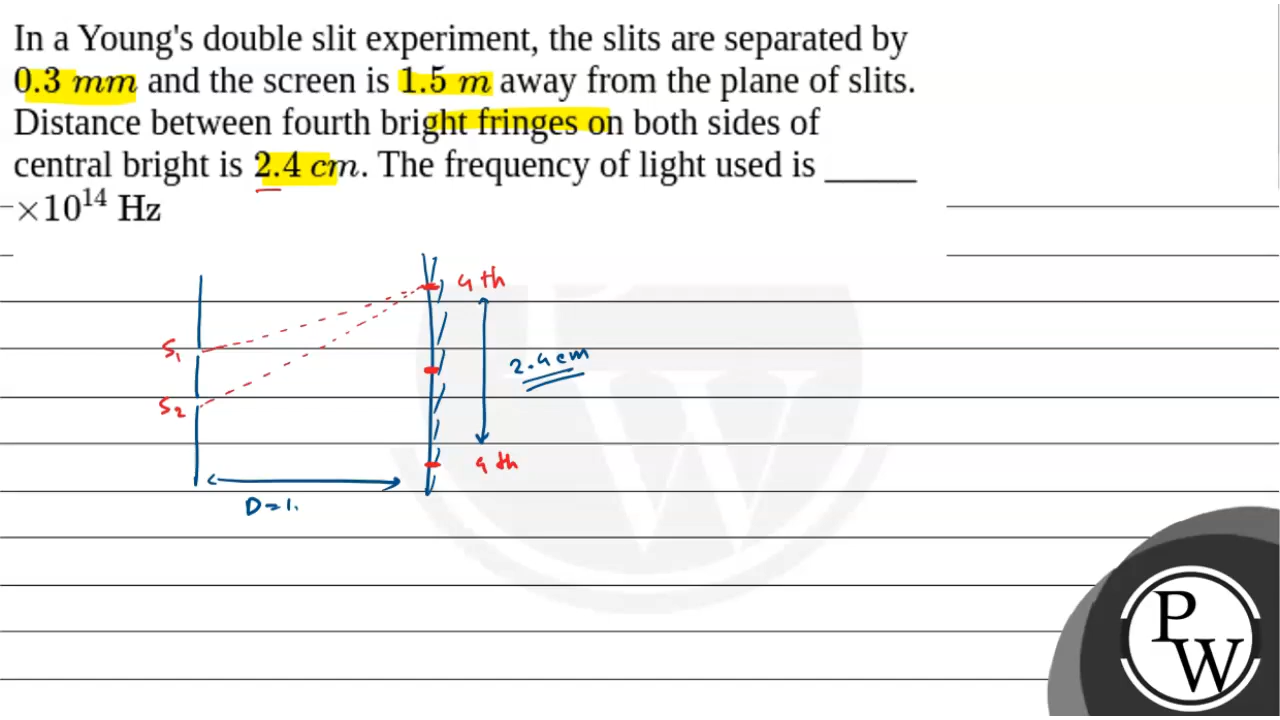 In a Young's double slit experiment, the slits are separated by
0.3 mm and the screen is 1.5 m away from the plane of slits.
Distance between fourth bright fringes on both sides of
central bright is 2.4 cm. The frequency of light used is _____
×10¹⁴ Hz
4 th
S₁
2.4 cm
S₂
4 th
D = 1.
P
W